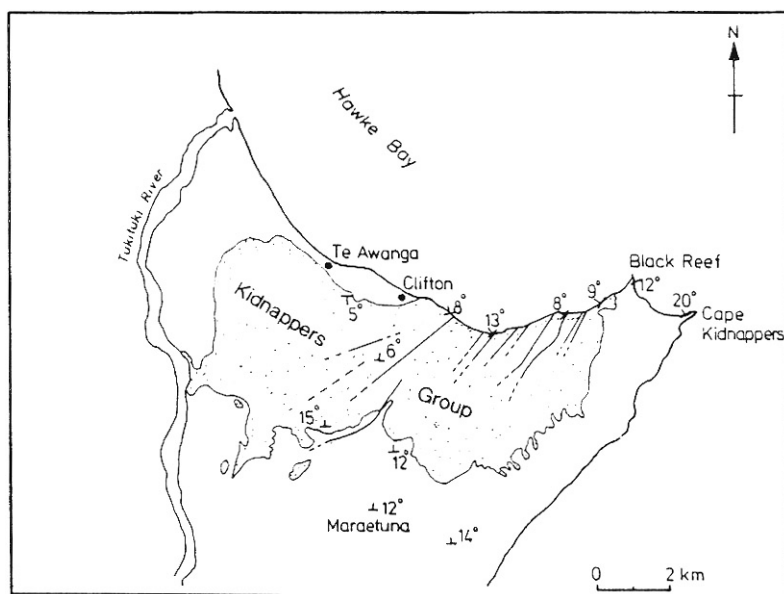 N
Hawke Bay
Tukituki River
Te Awanga
Black Reef
Clifton
12°
9°
Kidnappers
5°
8°
13°
8°
20°
Cape
Kidnappers
6°
Group
15°
12°
12°
Maraetuna
14°
0 2 km